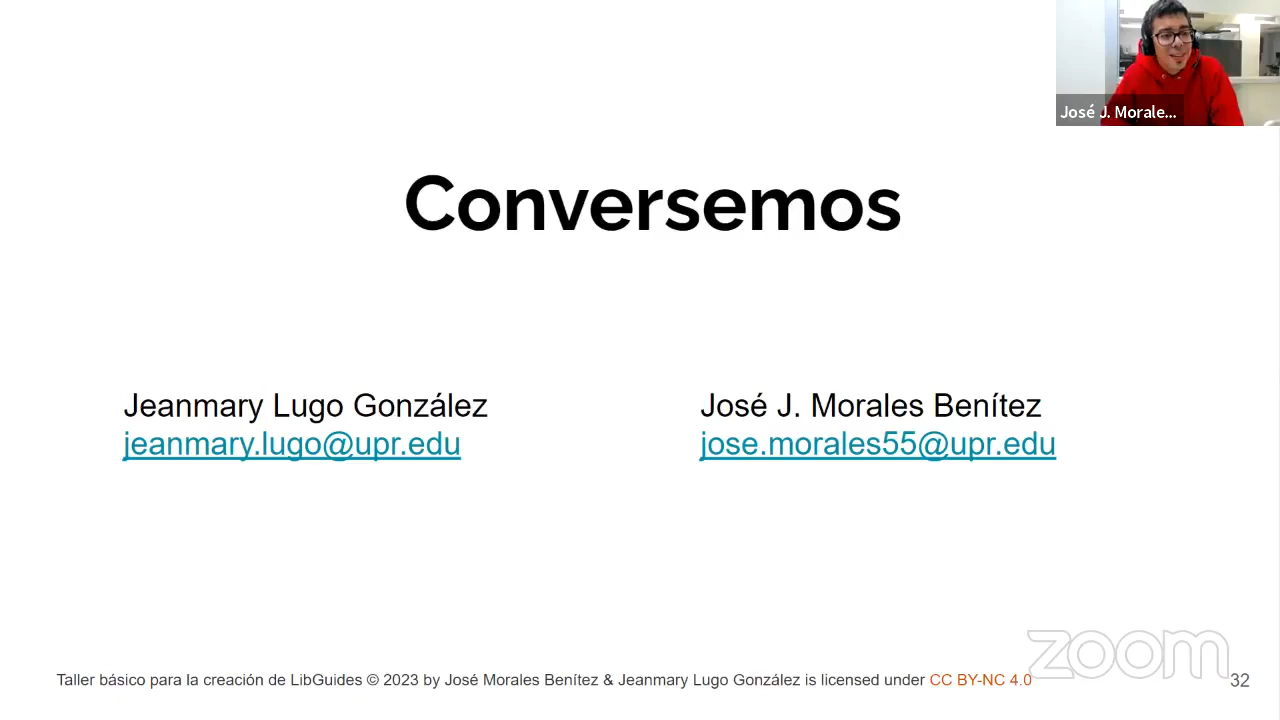 José J. Morale...
Conversemos
Jeanmary Lugo González
jeanmary.lugo@upr.edu
José J. Morales Benítez
jose.morales55@upr.edu
zoom
Taller básico para la creación de LibGuides © 2023 by José Morales Benítez & Jeanmary Lugo González is licensed under CC BY-NC 4.0
32